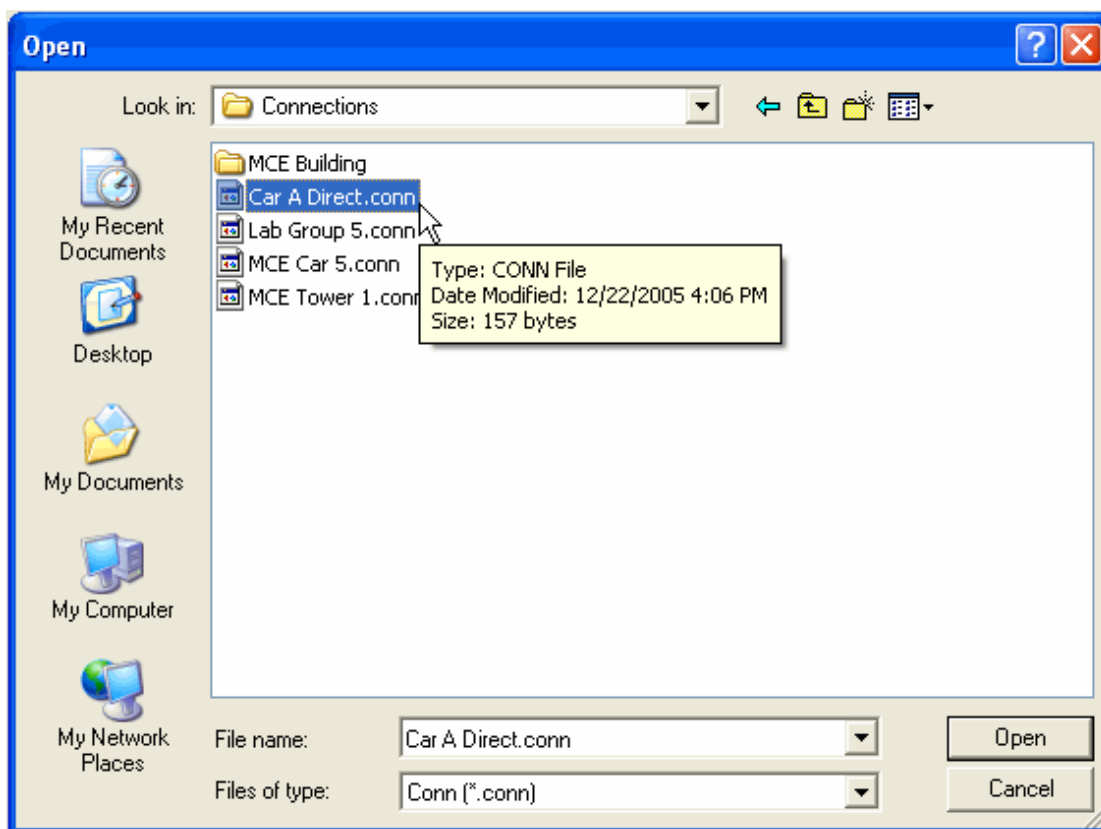 Open
Look in:
Connections
MCE Building
Car A Direct.conn
Lab Group 5.conn
MCE Car 5.conn
MCE Tower 1.conn
Type: CONN File
Date Modified: 12/22/2005 4:06 PM
Size: 157 bytes
My Recent
Documents
Desktop
My Documents
My Computer
My Network
Places
File name:
Car A Direct.conn
Open
Files of type:
Conn (*.conn)
Cancel